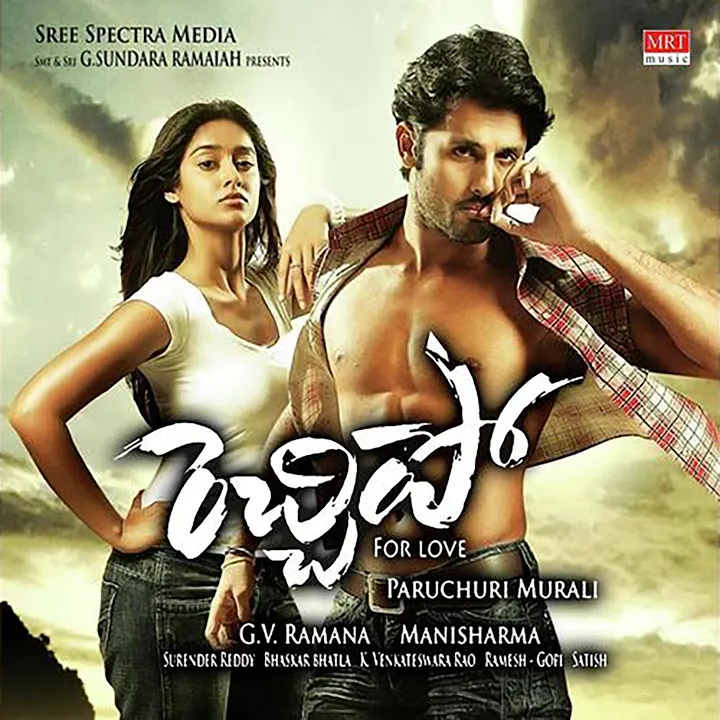 SREE SPECTRA MEDIA
SMT & SRI G.SUNDARA RAMAIAH PRESENTS
MRT
music
రెచ్చిపో
FOR LOVE
PARUCHURI MURALI
G.V. RAMANA MANISHARMA
SURENDER REDDY BHASKAR BHATLA K VENKATESWARA RAO RAMESH - GOPI SATISH